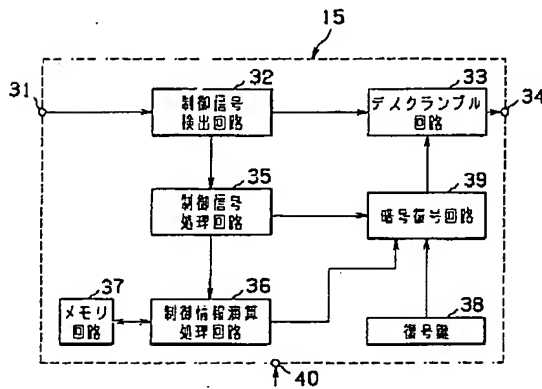 15
31
32
制御信号
検出回路
33
デスクランブル
回路
34
35
制御信号
処理回路
39
暗号復号回路
37
メモリ
回路
36
制御情報演算
処理回路
38
復号鍵
40